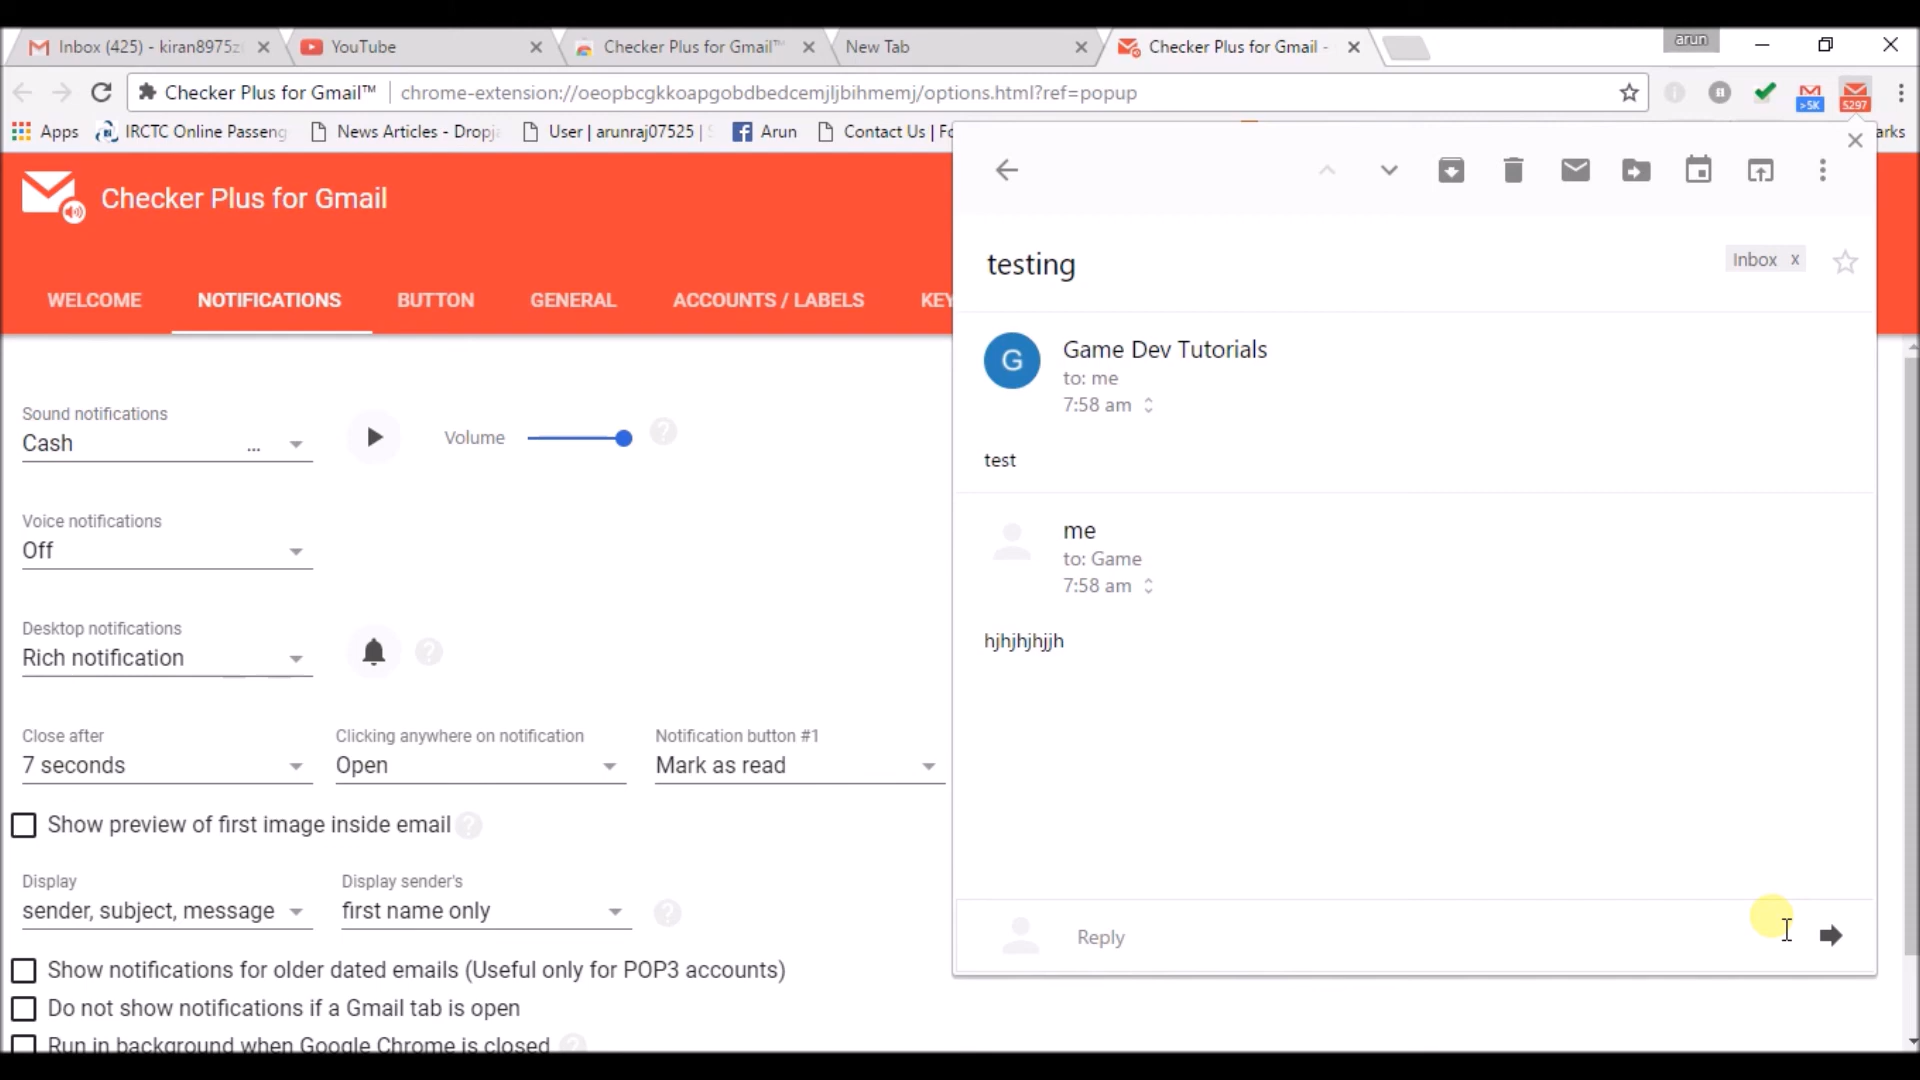 Inbox (425) - kiran8975z
YouTube
Checker Plus for Gmail™
New Tab
Checker Plus for Gmail -
arun
Checker Plus for Gmail™
chrome-extension://oeopbcgkkoapgobdbedcemjljbihmemj/options.html?ref=popup
>5K
5297
Apps
IRCTC Online Passeng
News Articles - Dropj
User | arunraj07525 |
Arun
Contact Us | Fo
arks
Checker Plus for Gmail
WELCOME
NOTIFICATIONS
BUTTON
GENERAL
ACCOUNTS / LABELS
KEY
Sound notifications
Cash ...
Volume
?
Voice notifications
Off
Desktop notifications
Rich notification
?
Close after
7 seconds
Clicking anywhere on notification
Open
Notification button #1
Mark as read
Show preview of first image inside email ?
Display
sender, subject, message
Display sender's
first name only
?
Show notifications for older dated emails (Useful only for POP3 accounts)
Do not show notifications if a Gmail tab is open
Run in background when Google Chrome is closed ?
testing
Inbox x
G
Game Dev Tutorials
to: me
7:58 am
test
me
to: Game
7:58 am
hjhjhjhjjh
Reply